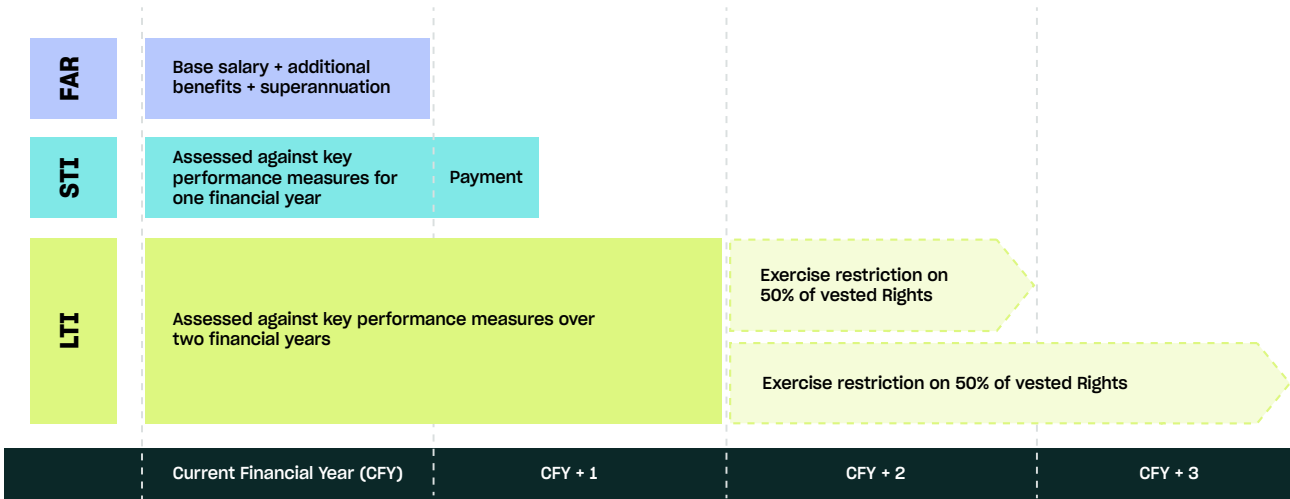 FAR
Base salary + additional
benefits + superannuation
STI
Assessed against key
performance measures for
one financial year
Payment
LTI
Assessed against key performance measures over
two financial years
Exercise restriction on
50% of vested Rights
Exercise restriction on 50% of vested Rights
Current Financial Year (CFY)
CFY + 1
CFY + 2
CFY + 3